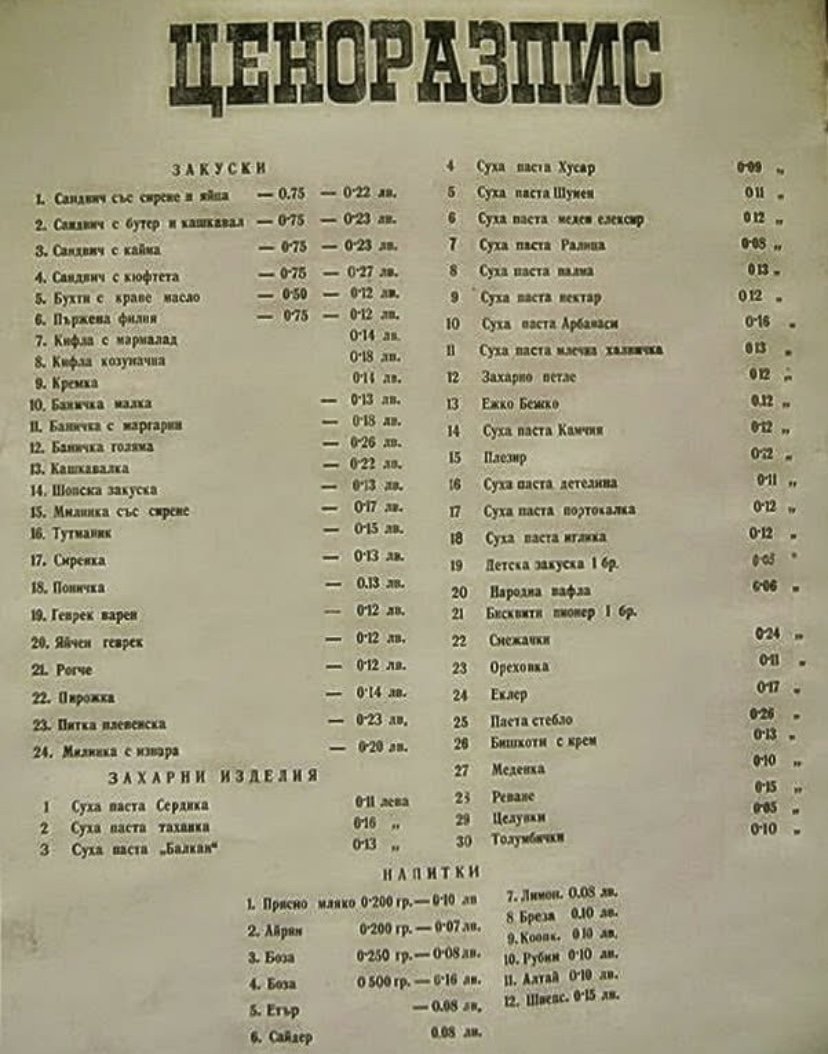 ЦЕНОРАЗПИС
ЗАКУСКИ
1. Сандвич със сирене и яйца — 0.75 — 0·22 лв.
2. Сандвич с бутер и кашкавал — 0·75 — 0·23 лв.
3. Сандвич с кайма — 0·75 — 0·23 лв.
4. Сандвич с кюфтета — 0·75 — 0·27 лв.
5. Бухти с краве масло — 0·50 — 0·12 лв.
6. Пържена филия — 0·75 — 0·12 лв.
7. Кифла с мармалад 0·14 лв.
8. Кифла козуначна 0·18 лв.
9. Кремка 0·14 лв.
10. Баничка малка — 0·13 лв.
11. Баничка с маргарин — 0·18 лв.
12. Баничка голяма — 0·26 лв.
13. Кашкавалка — 0·22 лв.
14. Шопска закуска — 0·13 лв.
15. Милинка със сирене — 0·17 лв.
16. Тутманик — 0·15 лв.
17. Сиренка — 0·13 лв.
18. Поничка — 0.13 лв.
19. Геврек варен — 0·12 лв.
20. Яйчен геврек — 0·12 лв.
21. Рогче — 0·12 лв.
22. Пирожка — 0·14 лв.
23. Питка плевенска — 0·23 лв.
24. Милинка с извара — 0·20 лв.
ЗАХАРНИ ИЗДЕЛИЯ
1 Суха паста Сердика 0·11 лева
2 Суха паста таханка 0·16 „
3 Суха паста „Балкан" 0·13 „
4 Суха паста Хусар 0·09 „
5 Суха паста Шумен 0 11 „
6 Суха паста меден елексир 0 12 „
7 Суха паста Ралица 0·08 „
8 Суха паста палма 0 13 „
9 Суха паста нектар 0 12 „
10 Суха паста Арбанаси 0·16 „
11 Суха паста млечна халвичка 0 13 „
12 Захарно петле 0 12 „
13 Ежко Бежко 0.12 „
14 Суха паста Камчия 0·12 „
15 Плезир „
16 Суха паста детелина 0·11 „
17 Суха паста портокалка 0·12 „
18 Суха паста иглика 0·12 „
19 Детска закуска 1 бр. 0·05 "
20 Народна вафла 0·06 „
21 Бисквити пионер 1 бр.
22 Снежанки 0·24 „
23 Ореховка 0·11 „
24 Еклер 0·17 „
25 Паста стебло 0·26 „
26 Бишкоти с крем 0·13 „
27 Меденка 0·10 „
28 Реване 0·15 „
29 Целувки 0·05 „
30 Толумбички 0·10 „
НАПИТКИ
1. Прясно мляко 0·200 гр. — 0·10 лв
2. Айрян 0·200 гр. — 0·07 лв.
3. Боза 0·250 гр. — 0·08 лв.
4. Боза 0 500 гр. — 0·16 лв.
5. Етър — 0.08 лв.
6. Сайдер 0.08 лв.
7. Лимон. 0.08 лв.
8 Бреза 0.10 лв.
9. Кооп. 0 10 лв.
10. Рубин 0·10 лв.
11. Алтай 0·10 лв.
12. Швепс. 0·15 лв.